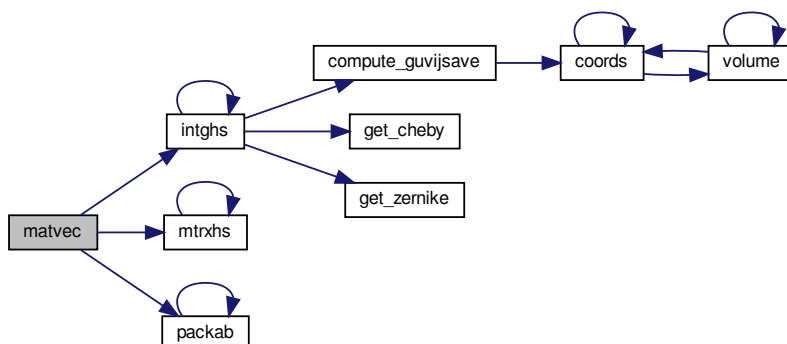 compute_guvijsave
coords
volume
intghs
get_cheby
get_zernike
matvec
mtrxhs
packab